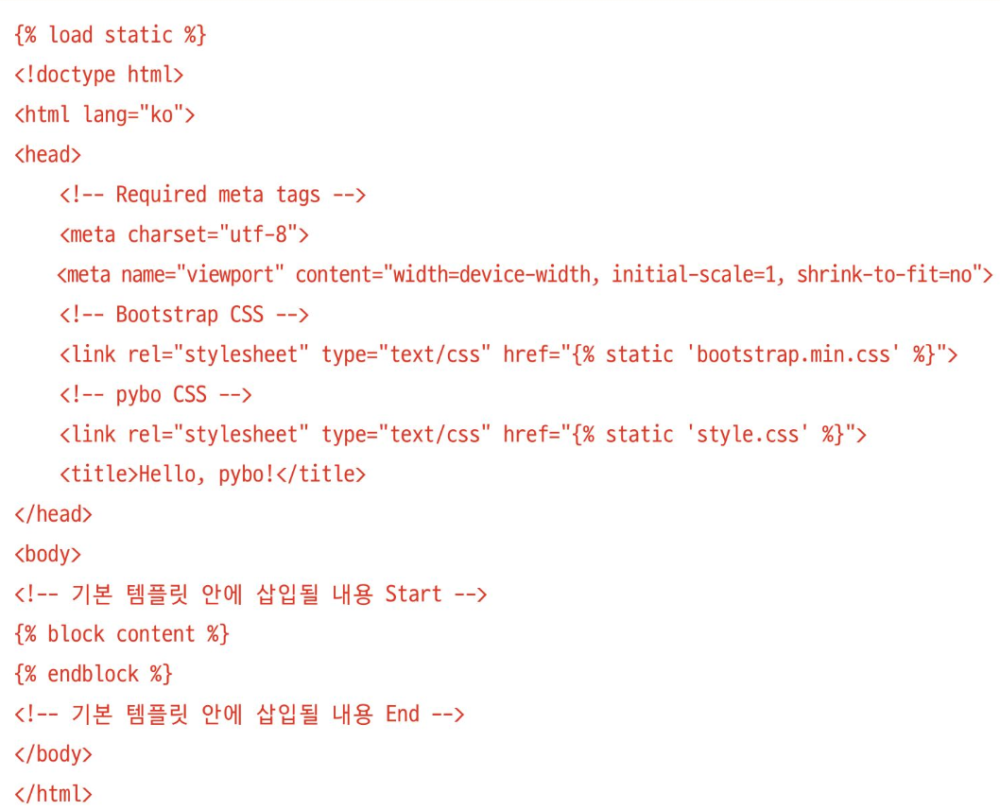 {% load static %}
<!doctype html>
<html lang="ko">
<head>
    <!-- Required meta tags -->
    <meta charset="utf-8">
    <meta name="viewport" content="width=device-width, initial-scale=1, shrink-to-fit=no">
    <!-- Bootstrap CSS -->
    <link rel="stylesheet" type="text/css" href="{% static 'bootstrap.min.css' %}">
    <!-- pybo CSS -->
    <link rel="stylesheet" type="text/css" href="{% static 'style.css' %}">
    <title>Hello, pybo!</title>
</head>
<body>
<!-- 기본 템플릿 안에 삽입될 내용 Start -->
{% block content %}
{% endblock %}
<!-- 기본 템플릿 안에 삽입될 내용 End -->
</body>
</html>